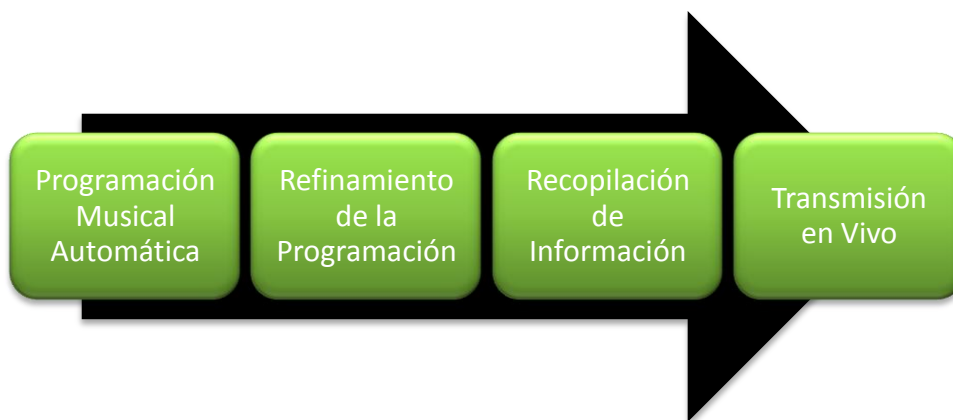 Programación
Musical
Automática
Refinamiento
de la
Programación
Recopilación
de
Información
Transmisión
en Vivo